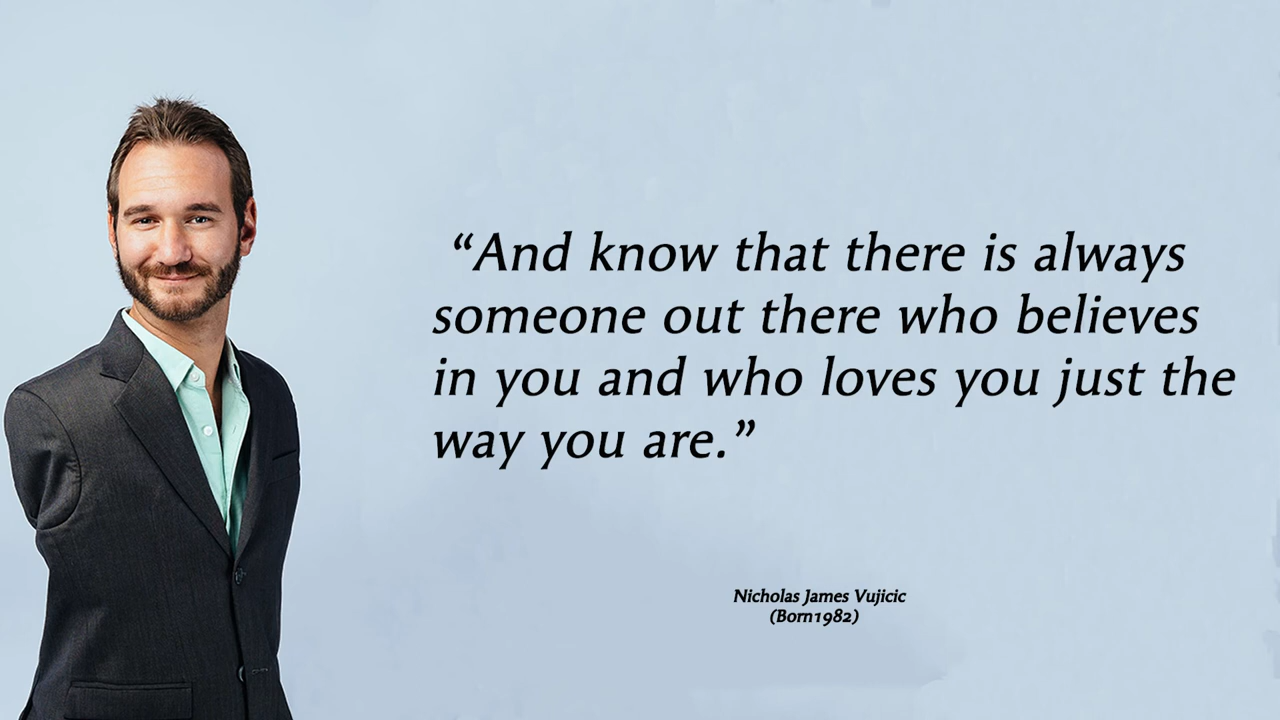 “And know that there is always
someone out there who believes
in you and who loves you just the
way you are.”
Nicholas James Vujicic
(Born1982)